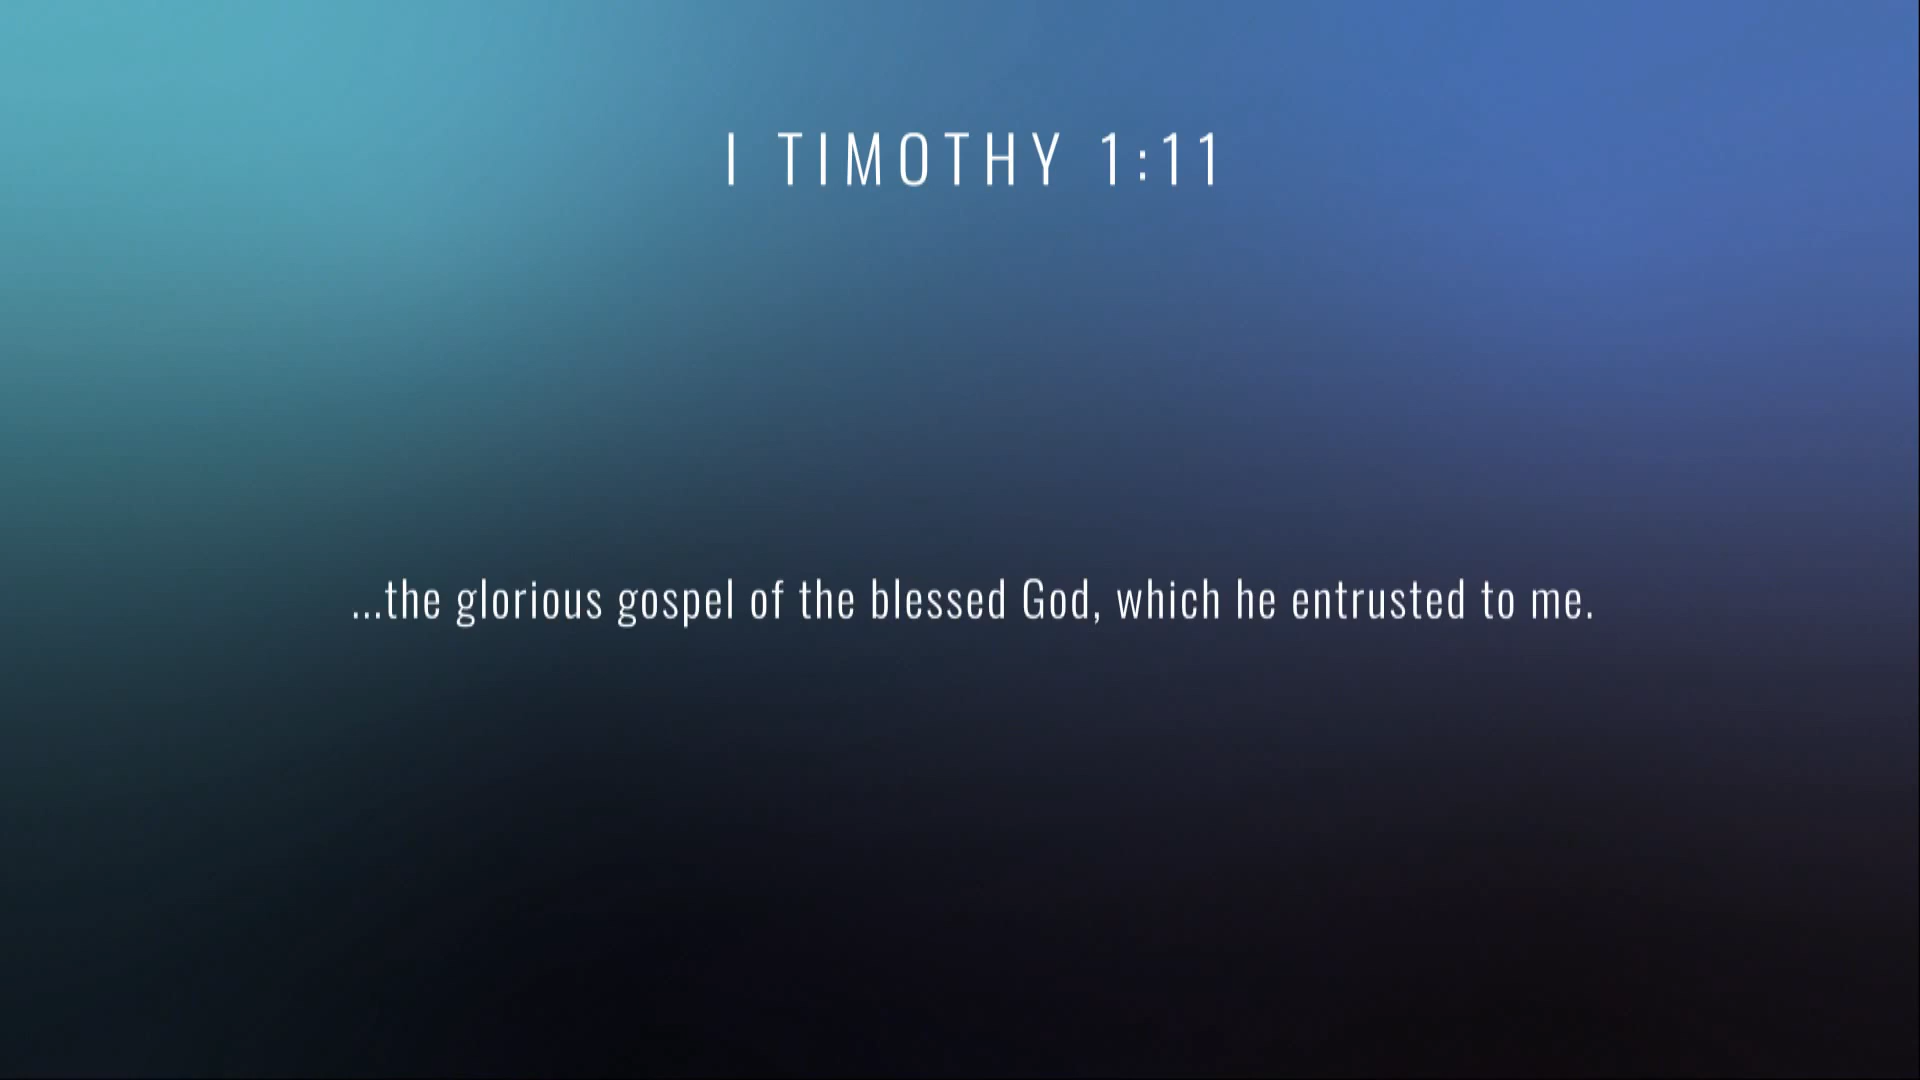 I TIMOTHY 1:11
...the glorious gospel of the blessed God, which he entrusted to me.